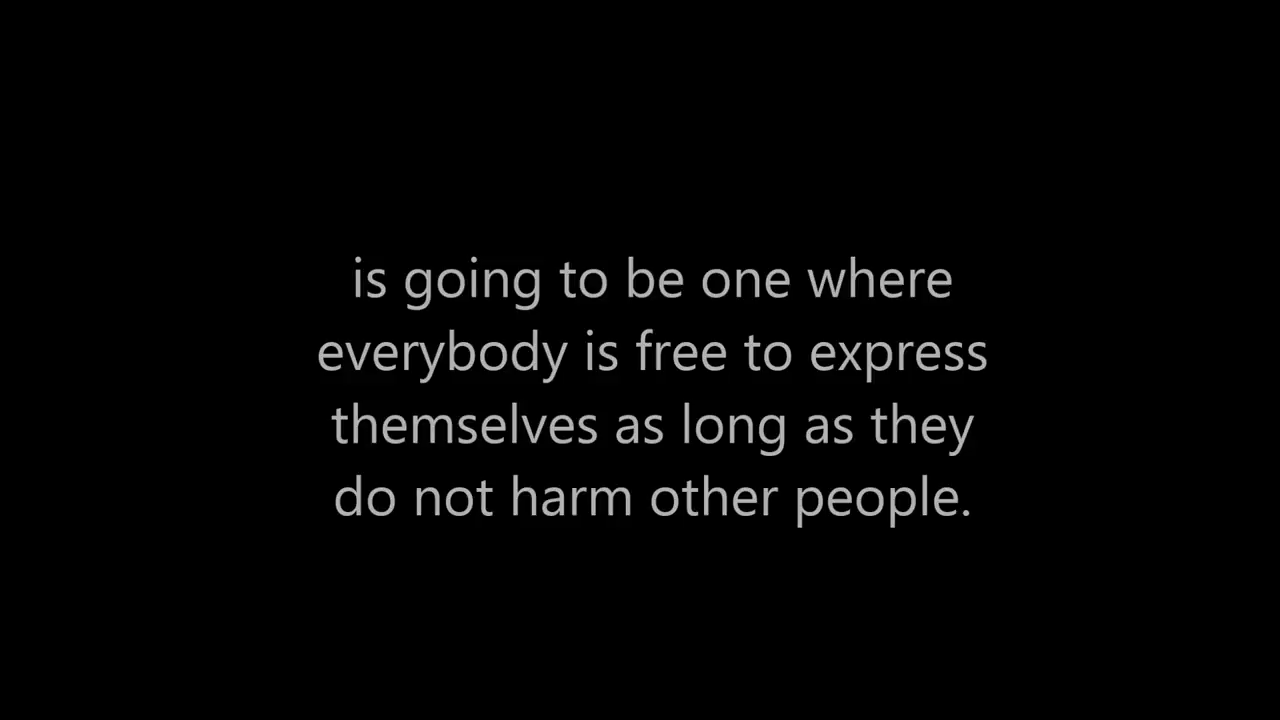 is going to be one where
everybody is free to express
themselves as long as they
do not harm other people.